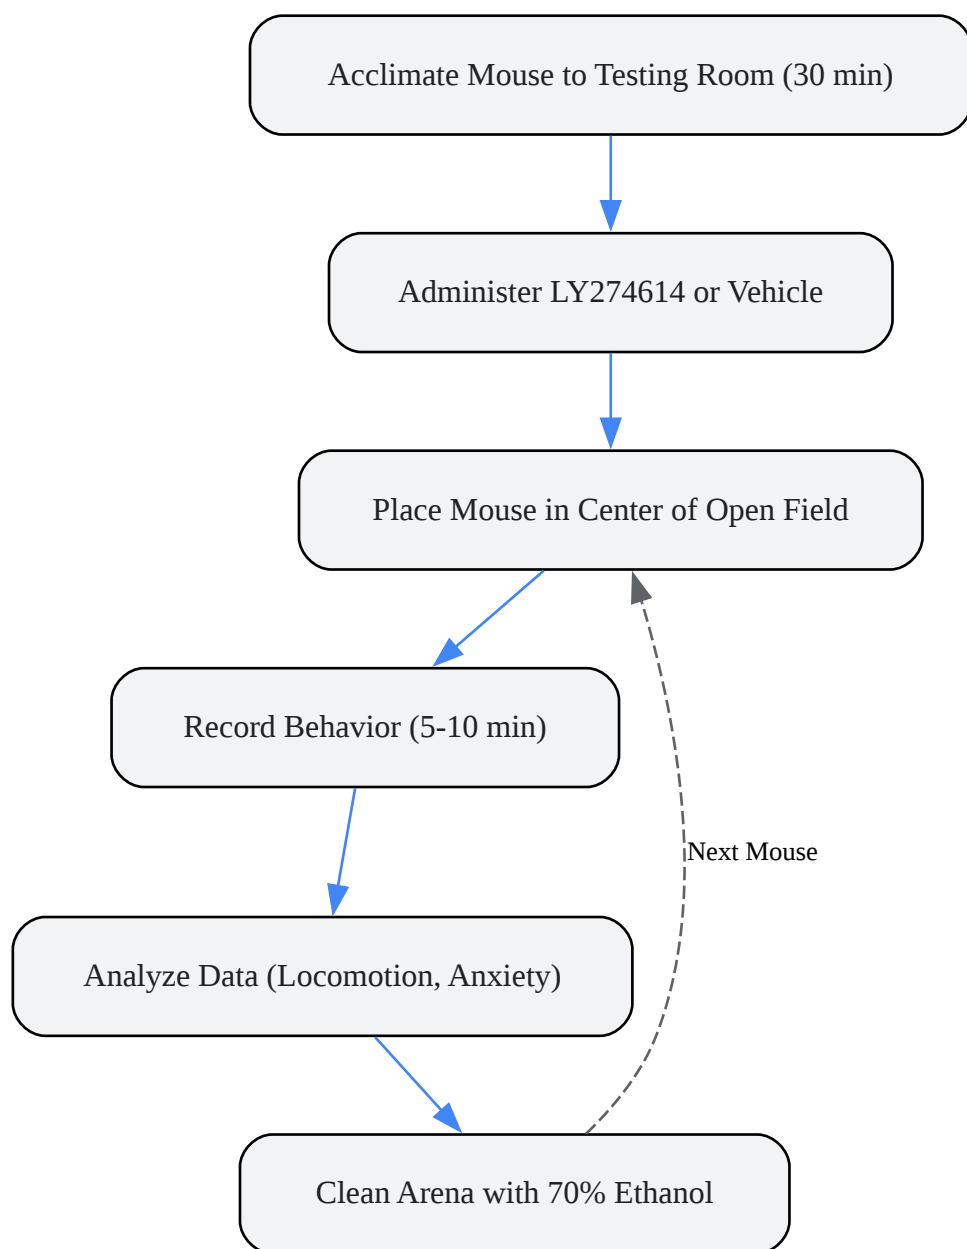 Acclimate Mouse to Testing Room (30 min)
Administer LY274614 or Vehicle
Place Mouse in Center of Open Field
Record Behavior (5-10 min)
Next Mouse
Analyze Data (Locomotion, Anxiety)
Clean Arena with 70% Ethanol